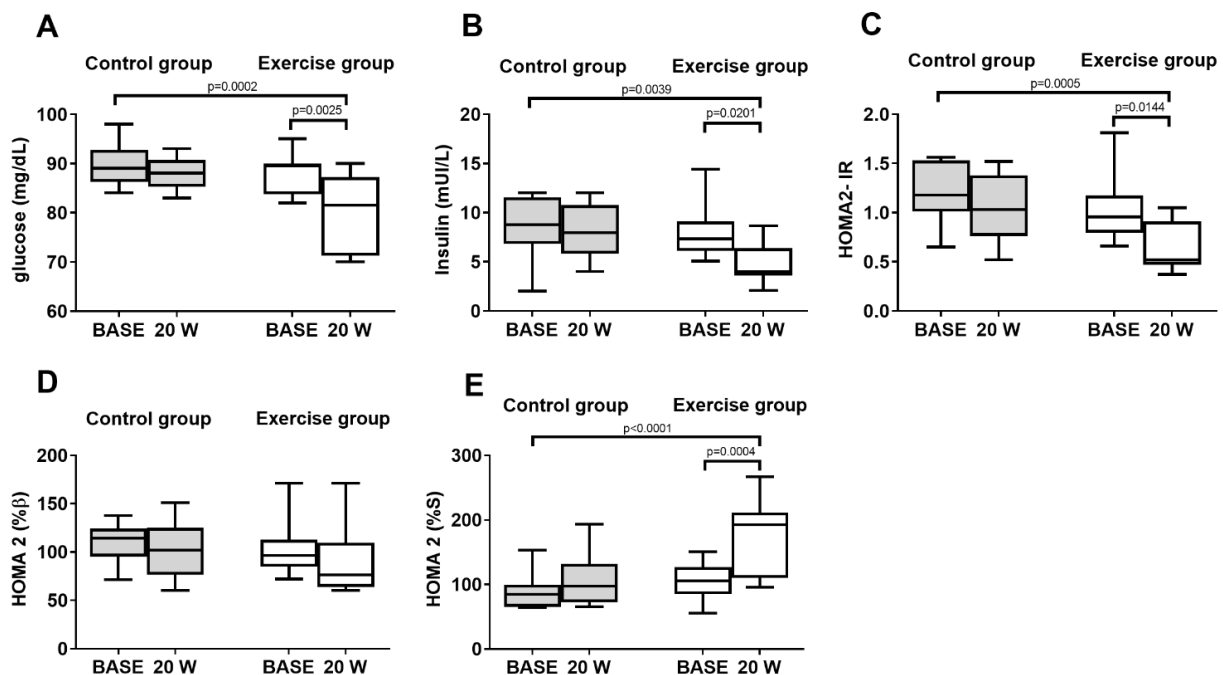 A
Control group Exercise group
p=0.0002
p=0.0025
glucose (mg/dL)
100
90
80
70
60
BASE 20 W BASE 20 W
B
Control group Exercise group
p=0.0039
p=0.0201
Insulin (mUI/L)
20
15
10
5
0
BASE 20 W BASE 20 W
C
Control group Exercise group
p=0.0005
p=0.0144
HOMA2- IR
2.0
1.5
1.0
0.5
0.0
BASE 20 W BASE 20 W
D
Control group Exercise group
HOMA 2 (%β)
200
150
100
50
0
BASE 20 W BASE 20 W
E
Control group Exercise group
p<0.0001
p=0.0004
HOMA 2 (%S)
300
200
100
0
BASE 20 W BASE 20 W